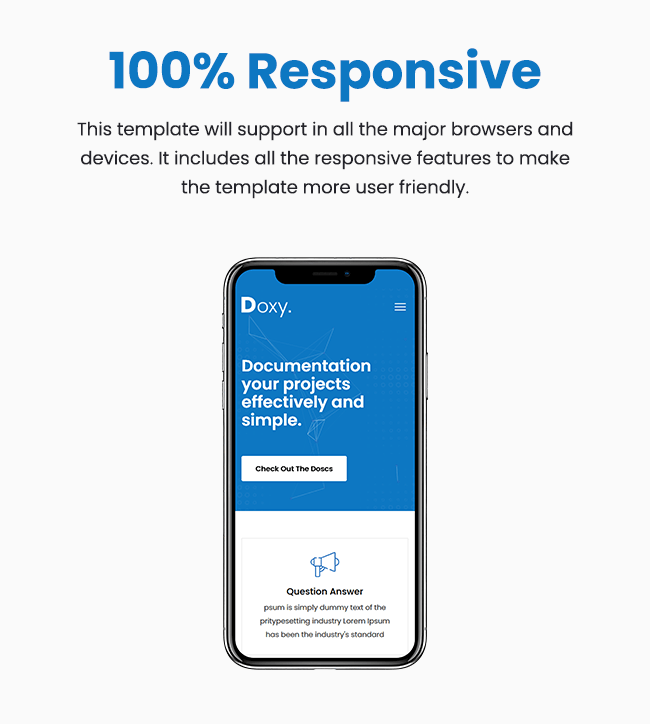 100% Responsive
This template will support in all the major browsers and
devices. It includes all the responsive features to make
the template more user friendly.
Doxy.
Documentation
your projects
effectively and
simple.
Check Out The Doscs
Question Answer
psum is simply dummy text of the
pritypesetting industry Lorem Ipsum
has been the industry's standard